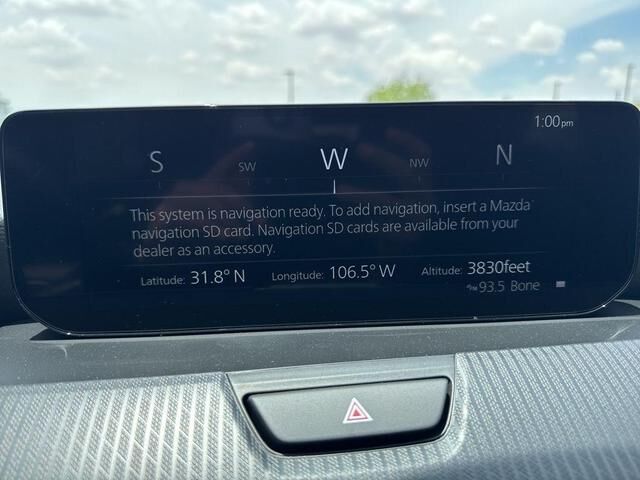 1:00pm
S SW W NW N
This system is navigation ready. To add navigation, insert a Mazda
navigation SD card. Navigation SD cards are available from your
dealer as an accessory.
Latitude: 31.8° N Longitude: 106.5° W Altitude: 3830feet
FM 93.5 Bone